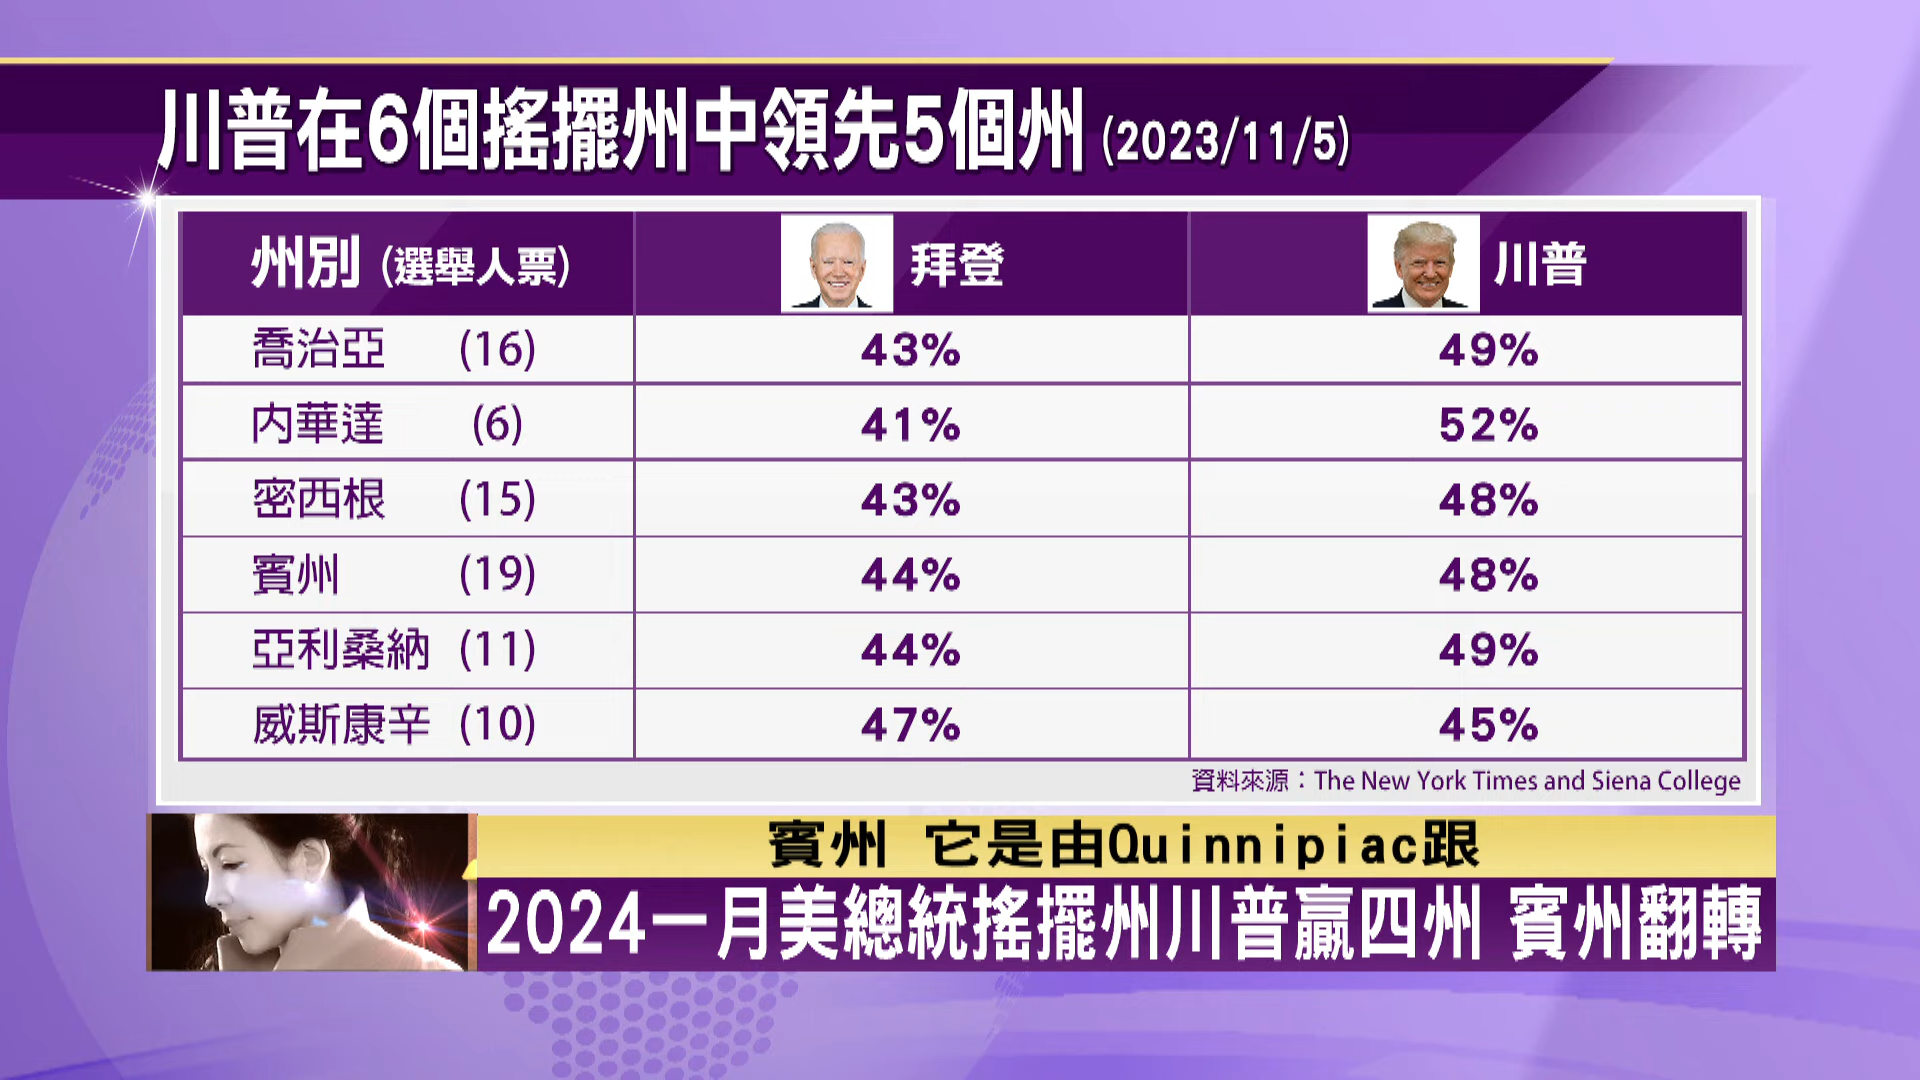 川普在6個搖擺州中領先5個州 (2023/11/5)
州別 (選舉人票) 拜登 川普
喬治亞 (16) 43% 49%
内華達 (6) 41% 52%
密西根 (15) 43% 48%
賓州 (19) 44% 48%
亞利桑納 (11) 44% 49%
威斯康辛 (10) 47% 45%
資料來源：The New York Times and Siena College
賓州 它是由Quinnipiac跟
2024一月美總統搖擺州川普贏四州 賓州翻轉